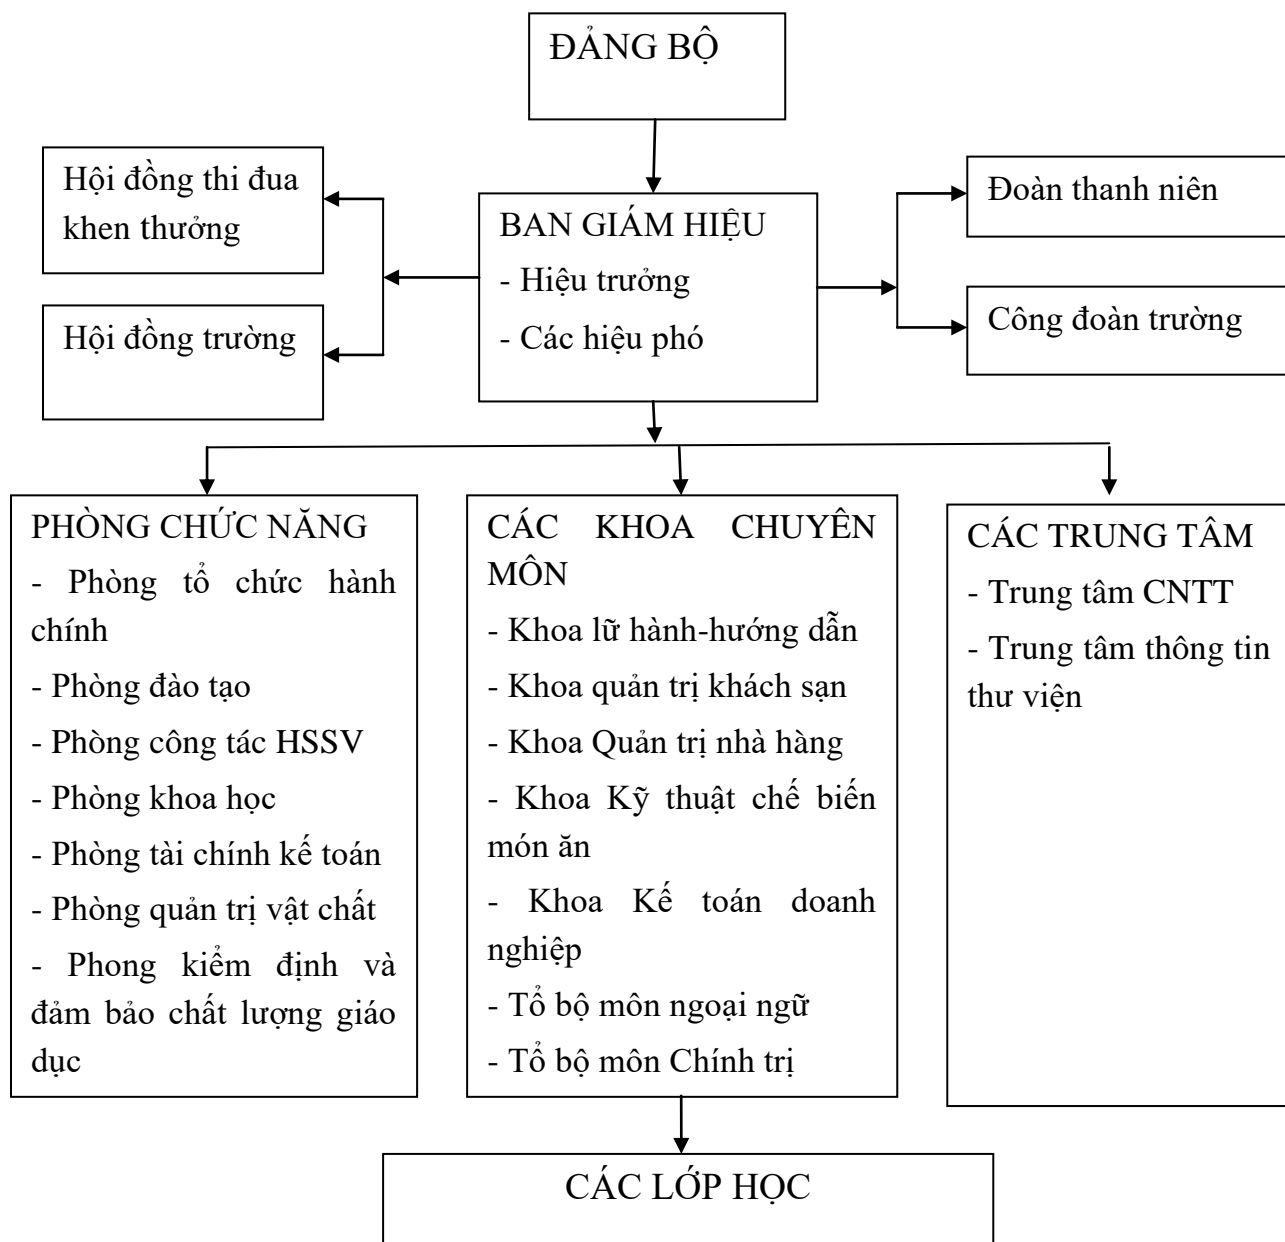 ĐẢNG BỘ
Hội đồng thi đua
khen thưởng
Hội đồng trường
BAN GIÁM HIỆU
- Hiệu trưởng
- Các hiệu phó
Đoàn thanh niên
Công đoàn trường
PHÒNG CHỨC NĂNG
- Phòng tổ chức hành
chính
- Phòng đào tạo
- Phòng công tác HSSV
- Phòng khoa học
- Phòng tài chính kế toán
- Phòng quản trị vật chất
- Phong kiểm định và
đảm bảo chất lượng giáo
dục
CÁC KHOA CHUYÊN
MÔN
- Khoa lữ hành-hướng dẫn
- Khoa quản trị khách sạn
- Khoa Quản trị nhà hàng
- Khoa Kỹ thuật chế biến
món ăn
- Khoa Kế toán doanh
nghiệp
- Tổ bộ môn ngoại ngữ
- Tổ bộ môn Chính trị
CÁC TRUNG TÂM
- Trung tâm CNTT
- Trung tâm thông tin
thư viện
CÁC LỚP HỌC